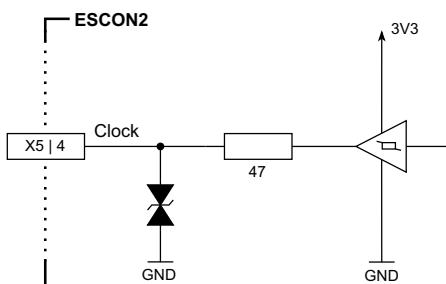 ESCON2
3V3
X5 | 4
Clock
47
GND
GND